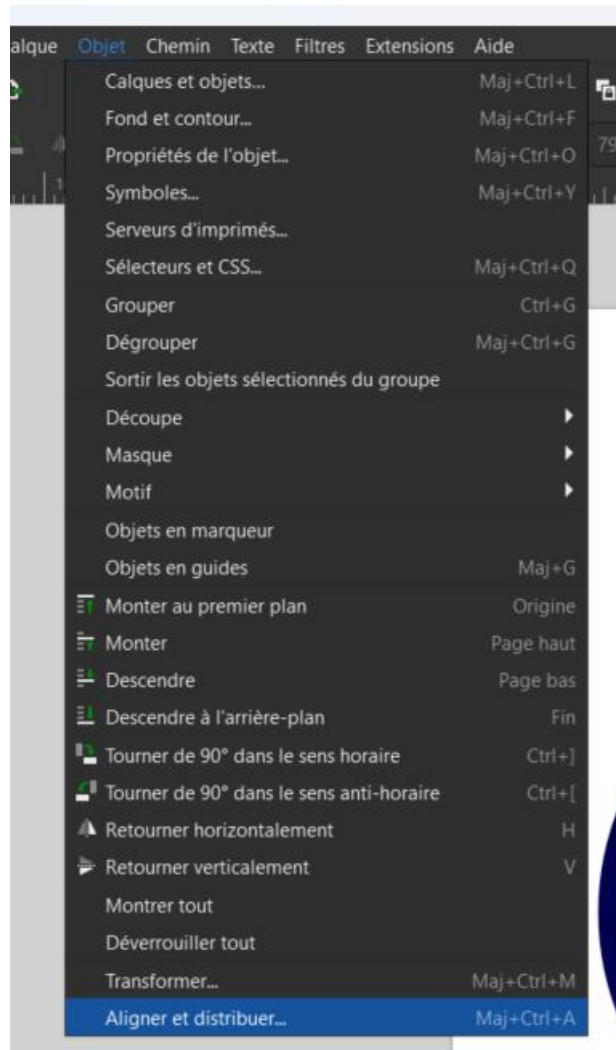 alque Objet Chemin Texte Filtres Extensions Aide
Calques et objets... Maj+Ctrl+L
Fond et contour... Maj+Ctrl+F
79
Propriétés de l'objet... Maj+Ctrl+O
Symboles... Maj+Ctrl+Y
1
Serveurs d'imprimés...
Sélecteurs et CSS... Maj+Ctrl+Q
Grouper Ctrl+G
Dégrouper Maj+Ctrl+G
Sortir les objets sélectionnés du groupe
Découpe
Masque
Motif
Objets en marqueur
Objets en guides Maj+G
Monter au premier plan Origine
Monter Page haut
Descendre Page bas
Descendre à l'arrière-plan Fin
Tourner de 90° dans le sens horaire Ctrl+]
Tourner de 90° dans le sens anti-horaire Ctrl+[
Retourner horizontalement H
Retourner verticalement V
Montrer tout
Déverrouiller tout
Transformer... Maj+Ctrl+M
Aligner et distribuer... Maj+Ctrl+A